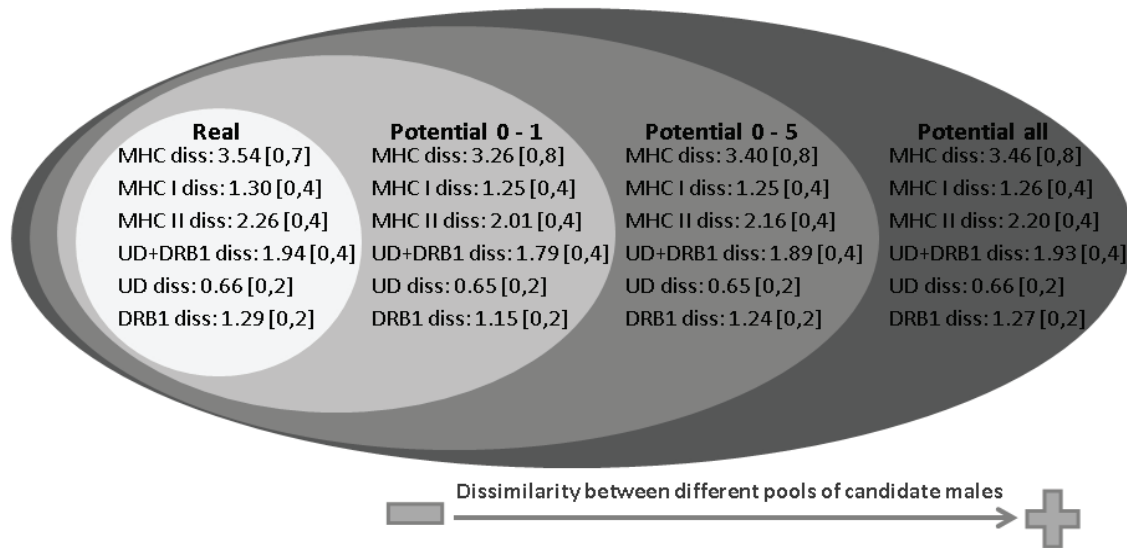 Real
MHC diss: 3.54 [0,7]
MHC I diss: 1.30 [0,4]
MHC II diss: 2.26 [0,4]
UD+DRB1 diss: 1.94 [0,4]
UD diss: 0.66 [0,2]
DRB1 diss: 1.29 [0,2]
Potential 0 - 1
MHC diss: 3.26 [0,8]
MHC I diss: 1.25 [0,4]
MHC II diss: 2.01 [0,4]
UD+DRB1 diss: 1.79 [0,4]
UD diss: 0.65 [0,2]
DRB1 diss: 1.15 [0,2]
Potential 0 - 5
MHC diss: 3.40 [0,8]
MHC I diss: 1.25 [0,4]
MHC II diss: 2.16 [0,4]
UD+DRB1 diss: 1.89 [0,4]
UD diss: 0.65 [0,2]
DRB1 diss: 1.24 [0,2]
Potential all
MHC diss: 3.46 [0,8]
MHC I diss: 1.26 [0,4]
MHC II diss: 2.20 [0,4]
UD+DRB1 diss: 1.93 [0,4]
UD diss: 0.66 [0,2]
DRB1 diss: 1.27 [0,2]
Dissimilarity between different pools of candidate males